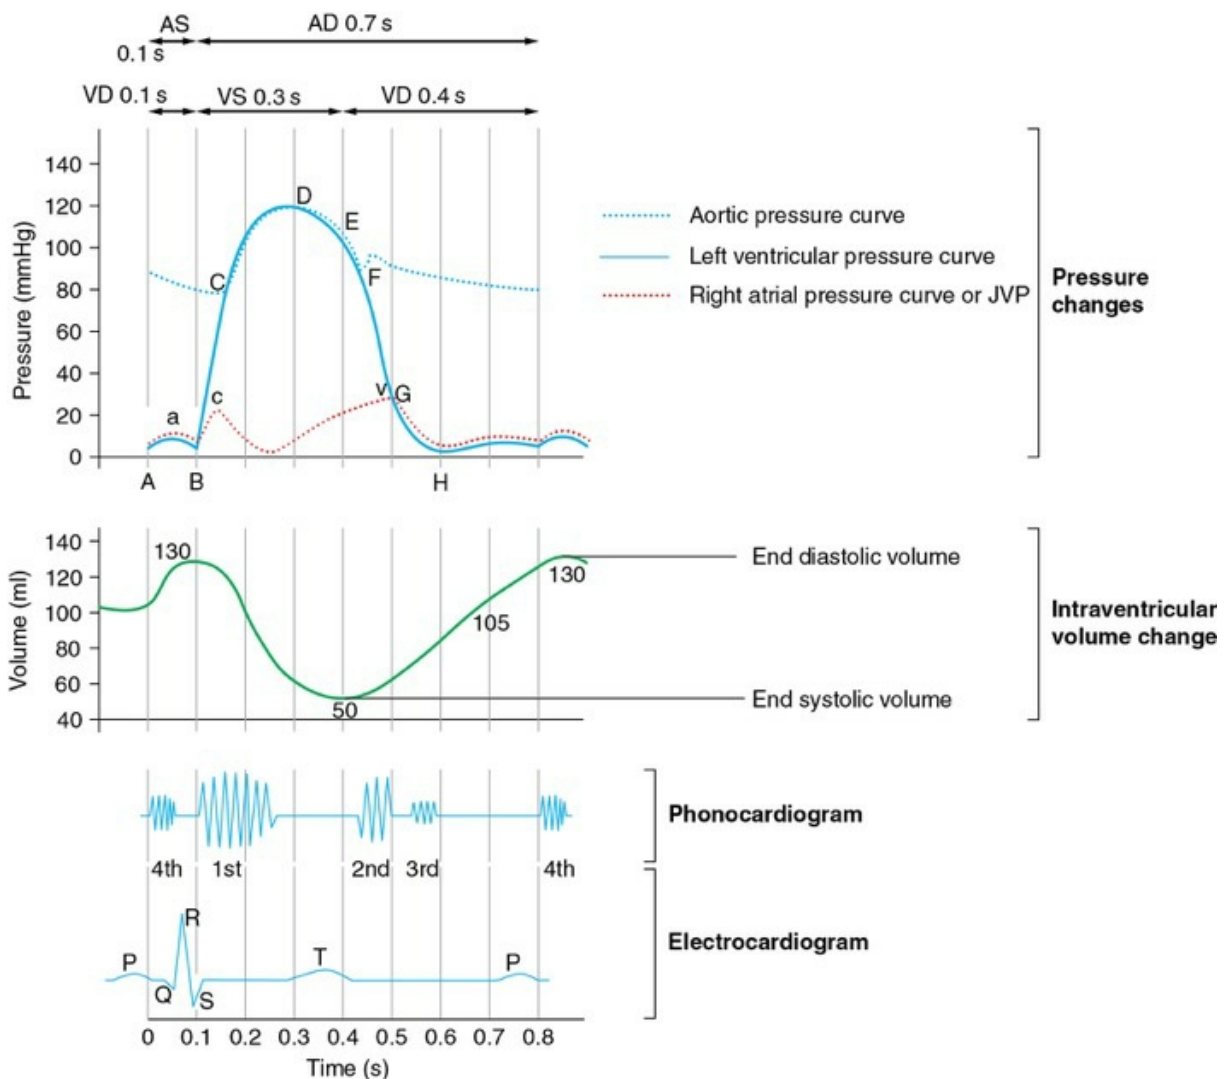 AS
AD 0.7 s
0.1 s
VD 0.1 s
VS 0.3 s
VD 0.4 s
Pressure (mmHg)
140
120
100
80
60
40
20
0
a
c
v
A
B
C
D
E
F
G
H
Aortic pressure curve
Left ventricular pressure curve
Right atrial pressure curve or JVP
Pressure
changes
Volume (ml)
140
120
100
80
60
40
130
50
105
130
End diastolic volume
End systolic volume
Intraventricular
volume change
4th
1st
2nd
3rd
4th
Phonocardiogram
P
Q
R
S
T
P
Electrocardiogram
0 0.1 0.2 0.3 0.4 0.5 0.6 0.7 0.8
Time (s)